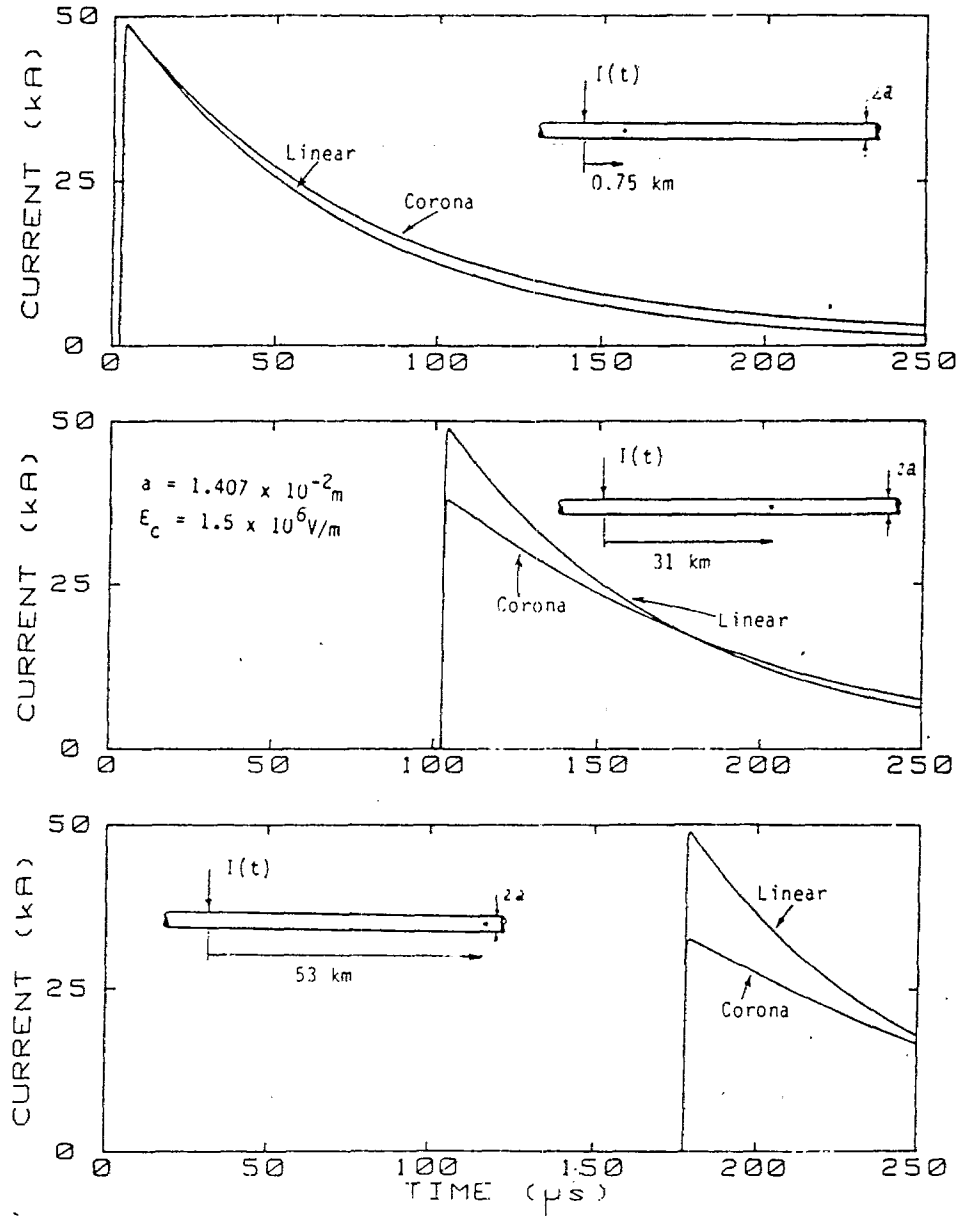 50
25
0
CURRENT (kA)
I(t)
2a
0.75 km
Linear
Corona
0 50 100 150 200 250
50
25
0
CURRENT (kA)
a = 1.407 x 10⁻²m
E_c = 1.5 x 10⁶V/m
I(t)
2a
31 km
Corona
Linear
0 50 100 150 200 250
50
25
0
CURRENT (kA)
I(t)
2a
53 km
Linear
Corona
0 50 100 150 200 250
TIME (μs)